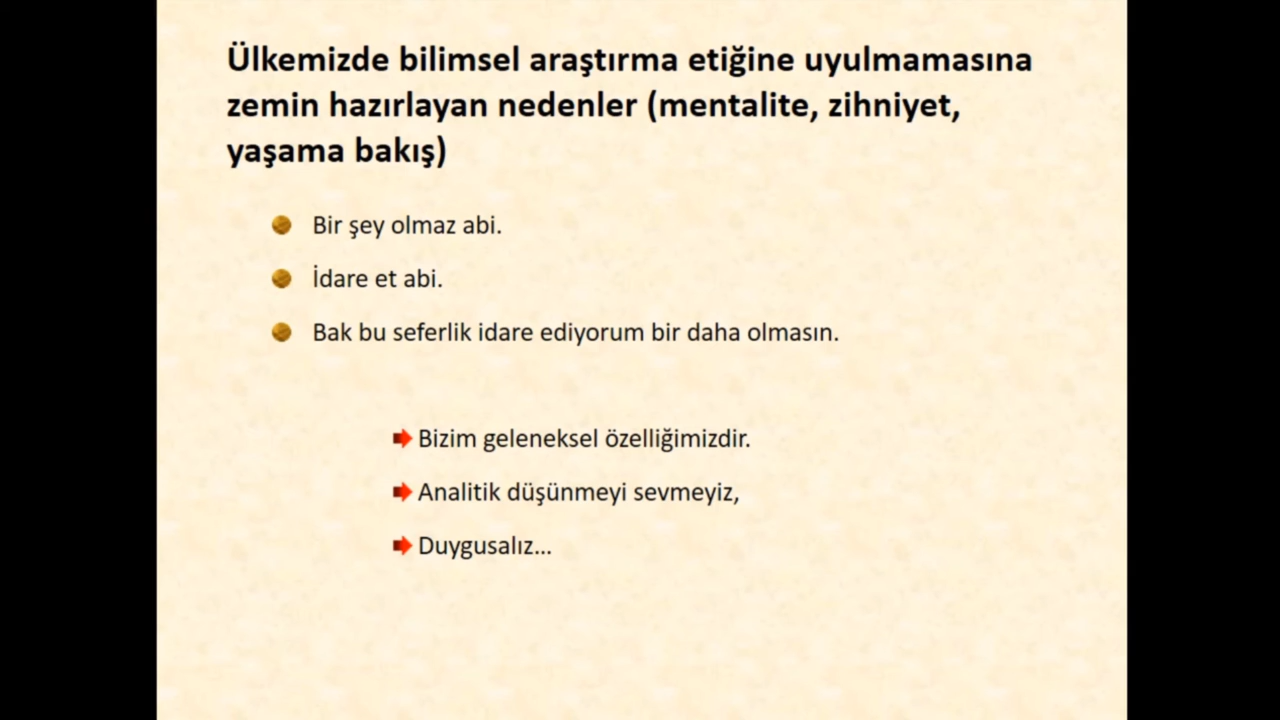 Ülkemizde bilimsel araştırma etiğine uyulmamasına
zemin hazırlayan nedenler (mentalite, zihniyet,
yaşama bakış)
Bir şey olmaz abi.
İdare et abi.
Bak bu seferlik idare ediyorum bir daha olmasın.
Bizim geleneksel özelliğimizdir.
Analitik düşünmeyi sevmeyiz,
Duygusalız...